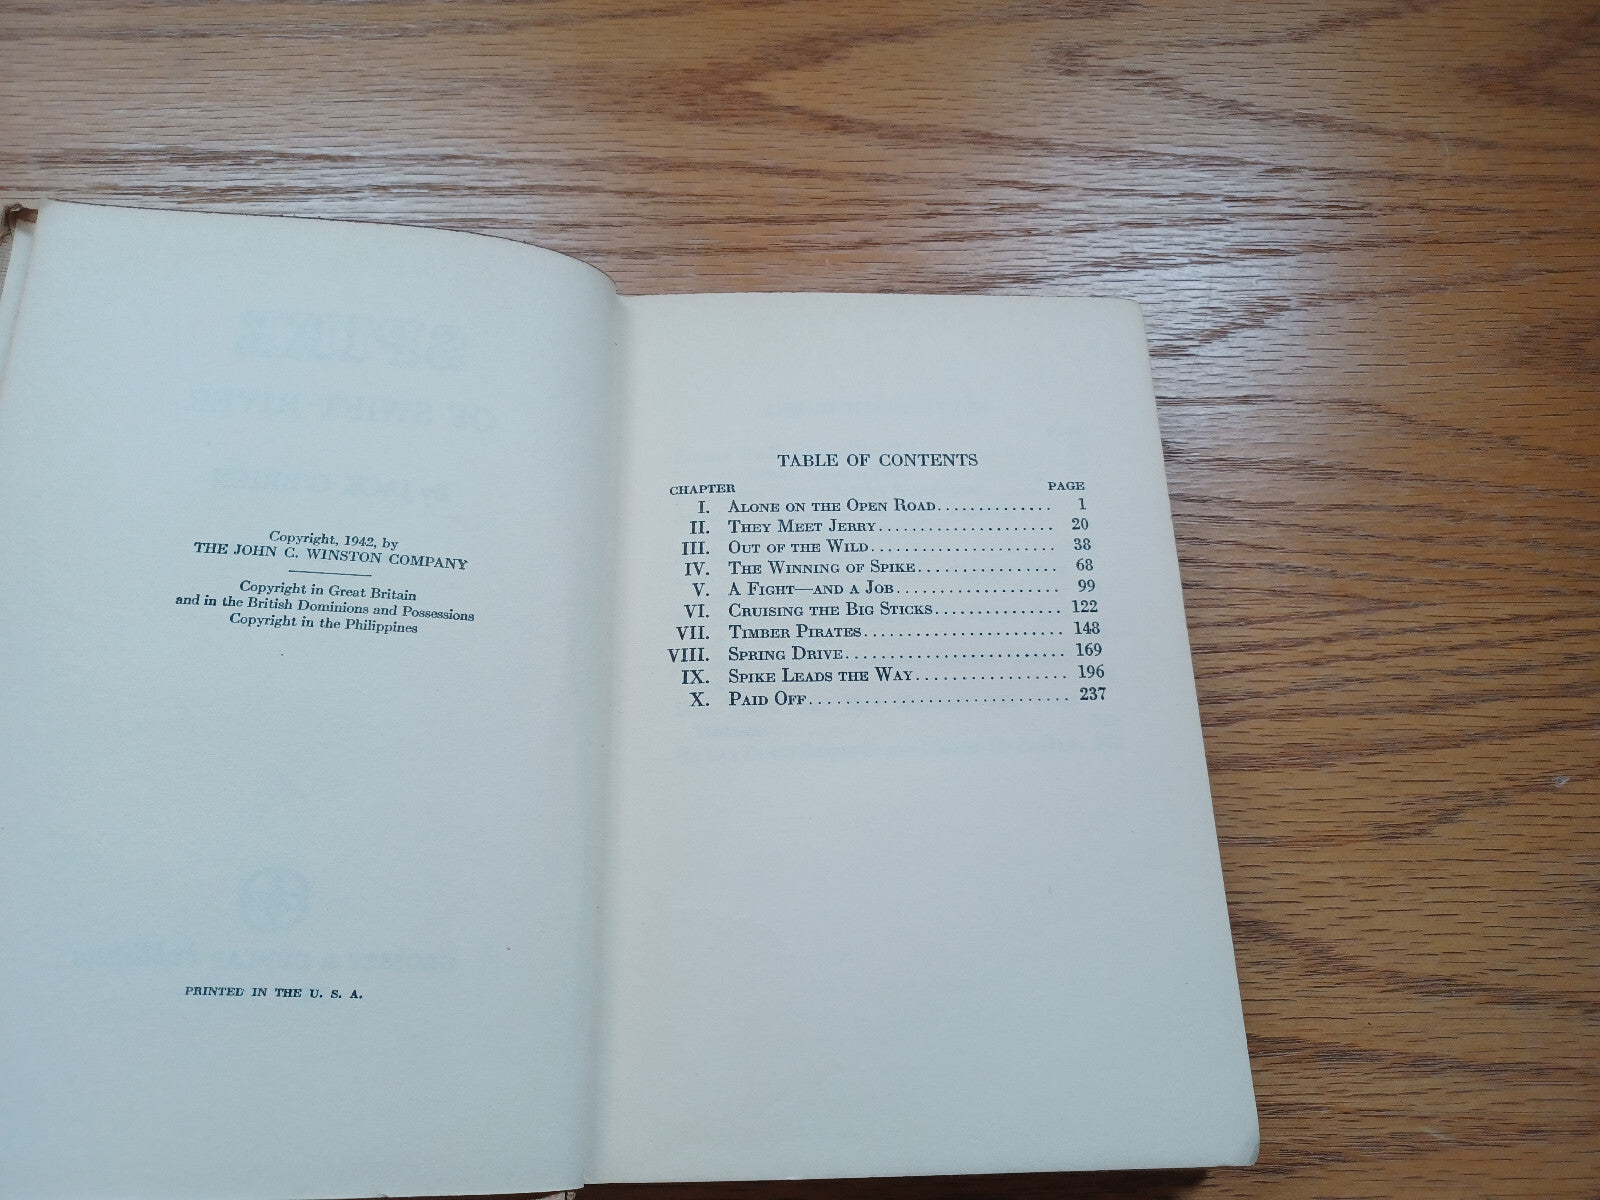 Copyright, 1942, by
THE JOHN C. WINSTON COMPANY
Copyright in Great Britain
and in the British Dominions and Possessions
Copyright in the Philippines
PRINTED IN THE U. S. A.
TABLE OF CONTENTS
CHAPTER PAGE
I. ALONE ON THE OPEN ROAD.............. 1
II. THEY MEET JERRY...................... 20
III. OUT OF THE WILD........................ 38
IV. THE WINNING OF SPIKE.................. 68
V. A FIGHT—AND A JOB..................... 99
VI. CRUISING THE BIG STICKS................ 122
VII. TIMBER PIRATES......................... 148
VIII. SPRING DRIVE............................ 169
IX. SPIKE LEADS THE WAY................... 196
X. PAID OFF................................. 237